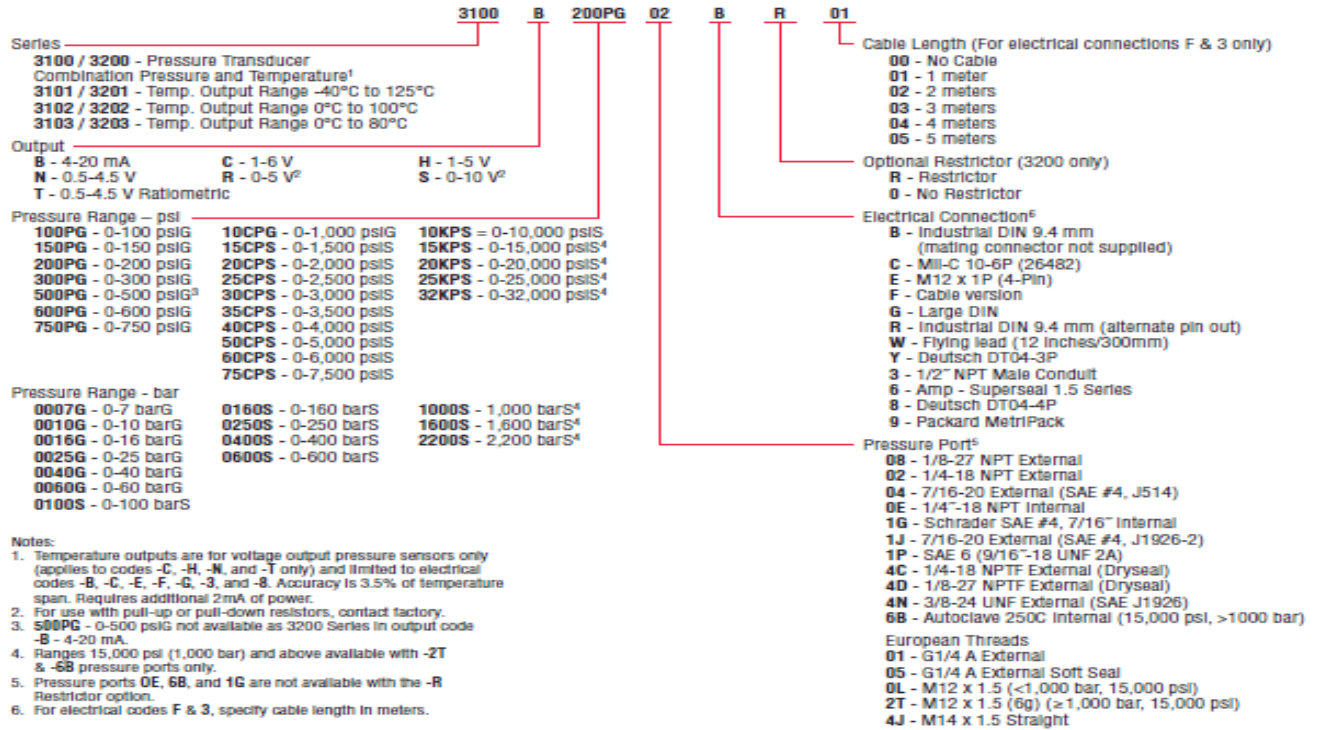 3100 B 200PG 02 B R 01
Series
3100 / 3200 - Pressure Transducer
Combination Pressure and Temperature¹
3101 / 3201 - Temp. Output Range -40°C to 125°C
3102 / 3202 - Temp. Output Range 0°C to 100°C
3103 / 3203 - Temp. Output Range 0°C to 80°C
Output
B - 4-20 mA C - 1-6 V H - 1-5 V
N - 0.5-4.5 V R - 0-5 V² S - 0-10 V²
T - 0.5-4.5 V Ratiometric
Pressure Range – psi
100PG - 0-100 psiG 10CPG - 0-1,000 psiG 10KPS = 0-10,000 psiS
150PG - 0-150 psiG 15CPS - 0-1,500 psiS 15KPS - 0-15,000 psiS⁴
200PG - 0-200 psiG 20CPS - 0-2,000 psiS 20KPS - 0-20,000 psiS⁴
300PG - 0-300 psiG 25CPS - 0-2,500 psiS 25KPS - 0-25,000 psiS⁴
500PG - 0-500 psiG³ 30CPS - 0-3,000 psiS 32KPS - 0-32,000 psiS⁴
600PG - 0-600 psiG 35CPS - 0-3,500 psiS
750PG - 0-750 psiG 40CPS - 0-4,000 psiS
50CPS - 0-5,000 psiS
60CPS - 0-6,000 psiS
75CPS - 0-7,500 psiS
Pressure Range - bar
0007G - 0-7 barG 0160S - 0-160 barS 1000S - 1,000 barS⁴
0010G - 0-10 barG 0250S - 0-250 barS 1600S - 1,600 barS⁴
0016G - 0-16 barG 0400S - 0-400 barS 2200S - 2,200 barS⁴
0025G - 0-25 barG 0600S - 0-600 barS
0040G - 0-40 barG
0060G - 0-60 barG
0100S - 0-100 barS
Notes:
1. Temperature outputs are for voltage output pressure sensors only
(applies to codes -C, -H, -N, and -T only) and limited to electrical
codes -B, -C, -E, -F, -G, -3, and -8. Accuracy is 3.5% of temperature
span. Requires additional 2mA of power.
2. For use with pull-up or pull-down resistors, contact factory.
3. 500PG - 0-500 psiG not available as 3200 Series in output code
-B - 4-20 mA.
4. Ranges 15,000 psi (1,000 bar) and above available with -2T
& -6B pressure ports only.
5. Pressure ports 0E, 6B, and 1G are not available with the -R
Restrictor option.
6. For electrical codes F & 3, specify cable length in meters.
Cable Length (For electrical connections F & 3 only)
00 - No Cable
01 - 1 meter
02 - 2 meters
03 - 3 meters
04 - 4 meters
05 - 5 meters
Optional Restrictor (3200 only)
R - Restrictor
0 - No Restrictor
Electrical Connection⁶
B - Industrial DIN 9.4 mm
(mating connector not supplied)
C - Mil-C 10-6P (26482)
E - M12 x 1P (4-Pin)
F - Cable version
G - Large DIN
R - Industrial DIN 9.4 mm (alternate pin out)
W - Flying lead (12 inches/300mm)
Y - Deutsch DT04-3P
3 - 1/2˝ NPT Male Conduit
6 - Amp - Superseal 1.5 Series
8 - Deutsch DT04-4P
9 - Packard MetriPack
Pressure Port⁵
08 - 1/8-27 NPT External
02 - 1/4-18 NPT External
04 - 7/16-20 External (SAE #4, J514)
0E - 1/4˝-18 NPT Internal
1G - Schrader SAE #4, 7/16˝ Internal
1J - 7/16-20 External (SAE #4, J1926-2)
1P - SAE 6 (9/16˝-18 UNF 2A)
4C - 1/4-18 NPTF External (Dryseal)
4D - 1/8-27 NPTF External (Dryseal)
4N - 3/8-24 UNF External (SAE J1926)
6B - Autoclave 250C Internal (15,000 psi, >1000 bar)
European Threads
01 - G1/4 A External
05 - G1/4 A External Soft Seal
0L - M12 x 1.5 (<1,000 bar, 15,000 psi)
2T - M12 x 1.5 (6g) (≥1,000 bar, 15,000 psi)
4J - M14 x 1.5 Straight